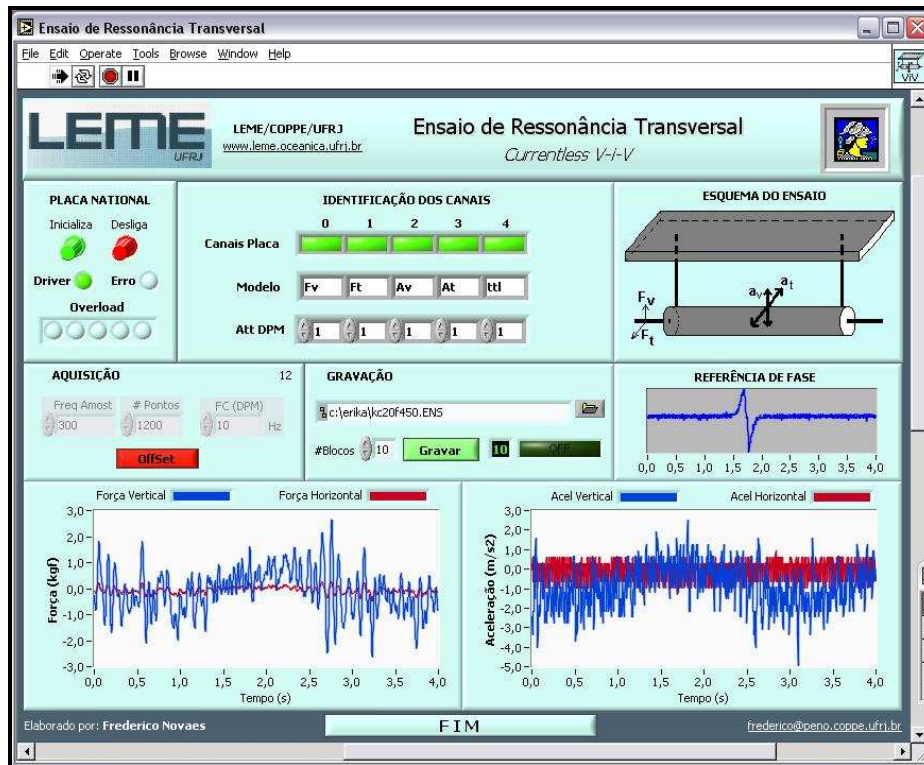 Ensaio de Ressonância Transversal
File Edit Operate Tools Browse Window Help
ViV
LEME
UFRJ
LEME/COPPE/UFRJ
www.leme.oceanica.ufrj.br
Ensaio de Ressonância Transversal
Currentless V-i-V
PLACA NATIONAL
Inicializa Desliga
Driver Erro
Overload
IDENTIFICAÇÃO DOS CANAIS
0 1 2 3 4
Canais Placa
Modelo Fv Ft Av At ttl
Att DPM 1 1 1 1 1
ESQUEMA DO ENSAIO
Fv
Ft
av
at
AQUISIÇÃO 12
Freq Amost # Pontos FC (DPM)
300 1200 10 Hz
OffSet
GRAVAÇÃO
c:\erika\kc20f450.ENS
#Blocos 10 Gravar 10 OFF
REFERÊNCIA DE FASE
0,0 0,5 1,0 1,5 2,0 2,5 3,0 3,5 4,0
Força Vertical Força Horizontal
Força (kgf)
3,0
2,0
1,0
0,0
-1,0
-2,0
-3,0
0,0 0,5 1,0 1,5 2,0 2,5 3,0 3,5 4,0
Tempo (s)
Acel Vertical Acel Horizontal
Aceleração (m/s2)
3,0
2,0
1,0
0,0
-1,0
-2,0
-3,0
-4,0
-5,0
0,0 0,5 1,0 1,5 2,0 2,5 3,0 3,5 4,0
Tempo (s)
Elaborado por: Frederico Novaes
FIM
frederico@peno.coppe.ufrj.br